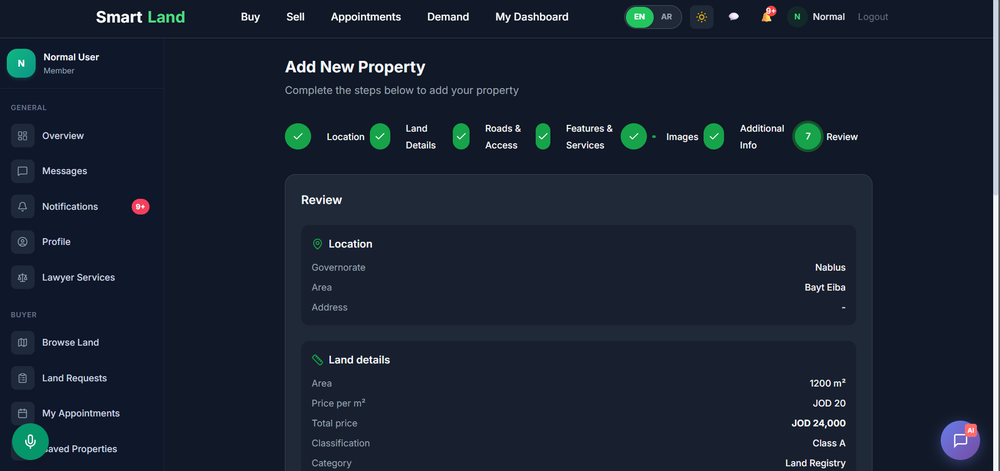 Smart Land
Buy
Sell
Appointments
Demand
My Dashboard
EN
AR
9+
N
Normal
Logout
N
Normal User
Member
GENERAL
Overview
Messages
Notifications
9+
Profile
Lawyer Services
BUYER
Browse Land
Land Requests
My Appointments
Saved Properties
Add New Property
Complete the steps below to add your property
Location
Land
Details
Roads &
Access
Features &
Services
Images
Additional
Info
7
Review
Review
Location
Governorate
Nablus
Area
Bayt Eiba
Address
-
Land details
Area
1200 m²
Price per m²
JOD 20
Total price
JOD 24,000
Classification
Class A
Category
Land Registry
AI